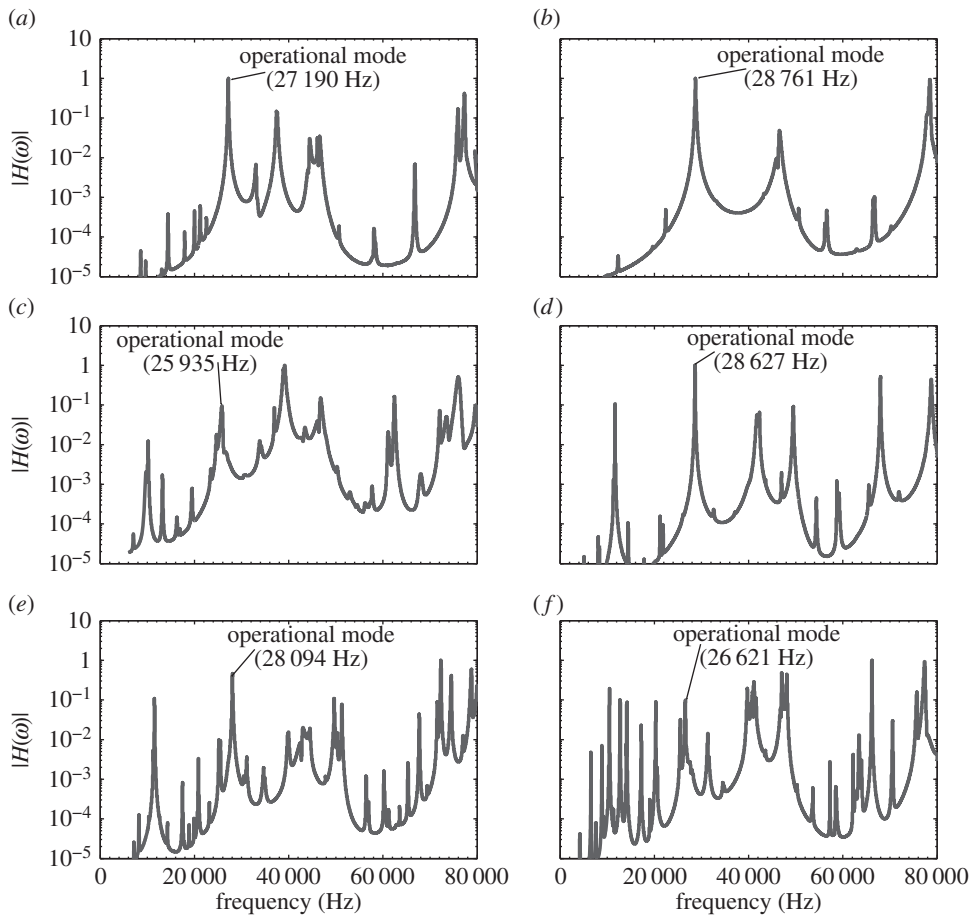 (a)
(b)
10
operational mode
(27 190 Hz)
operational mode
(28 761 Hz)
1
10⁻¹
10⁻²
10⁻³
10⁻⁴
10⁻⁵
|H(ω)|
(c)
(d)
10
operational mode
(25 935 Hz)
operational mode
(28 627 Hz)
1
10⁻¹
10⁻²
10⁻³
10⁻⁴
10⁻⁵
|H(ω)|
(e)
(f)
10
operational mode
(28 094 Hz)
operational mode
(26 621 Hz)
1
10⁻¹
10⁻²
10⁻³
10⁻⁴
10⁻⁵
|H(ω)|
0 20 000 40 000 60 000 80 000
frequency (Hz)
0 20 000 40 000 60 000 80 000
frequency (Hz)